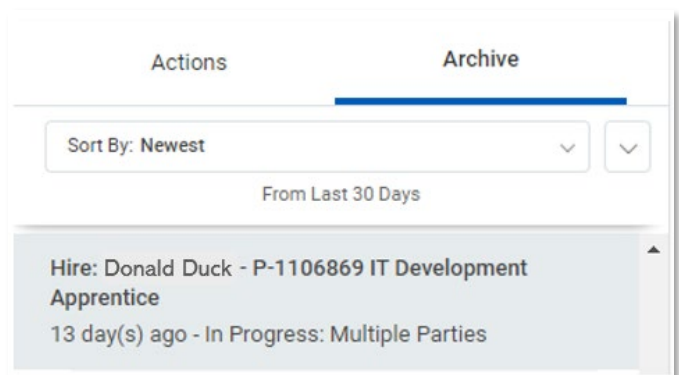 Actions
Archive
Sort By: Newest
From Last 30 Days
Hire: Donald Duck - P-1106869 IT Development
Apprentice
13 day(s) ago - In Progress: Multiple Parties